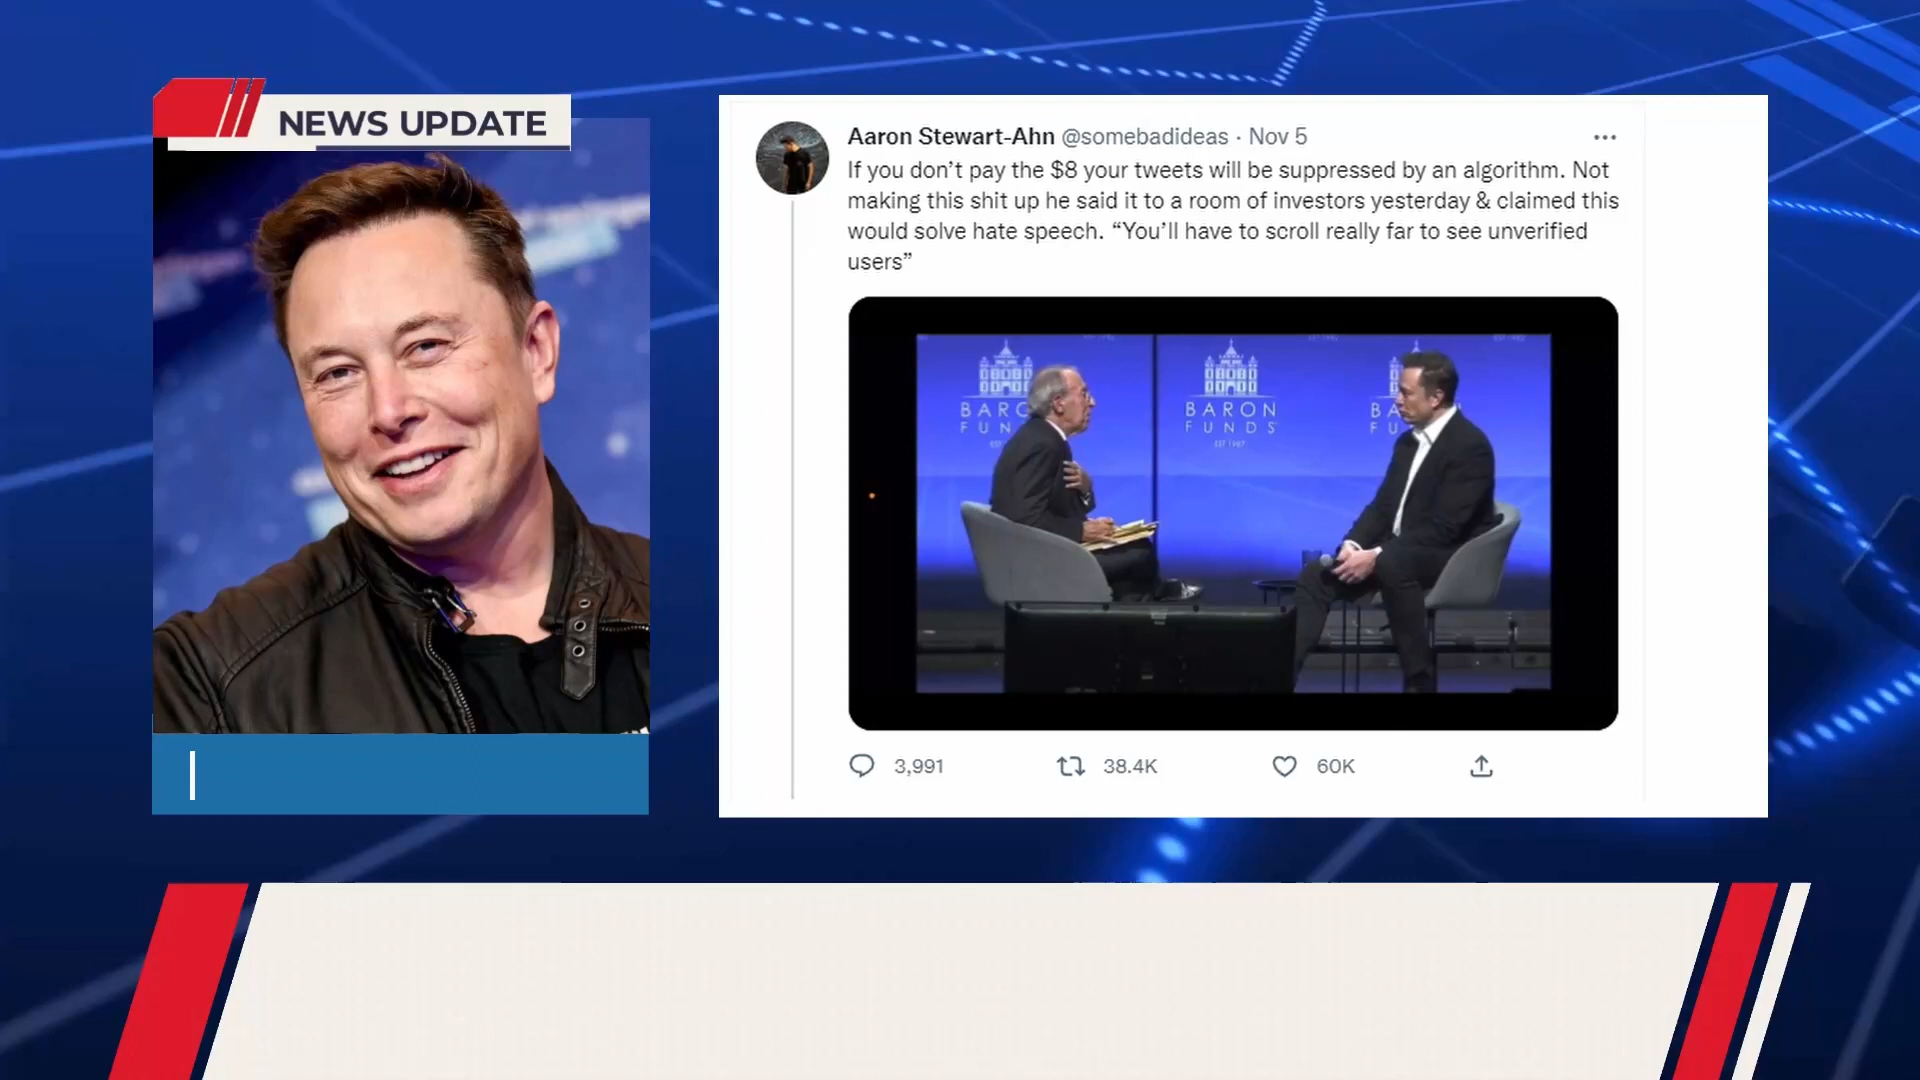 NEWS UPDATE
Aaron Stewart-Ahn @somebadideas · Nov 5
If you don’t pay the $8 your tweets will be suppressed by an algorithm. Not
making this shit up he said it to a room of investors yesterday & claimed this
would solve hate speech. “You’ll have to scroll really far to see unverified
users”
BARON
FUNDS
3,991 38.4K 60K